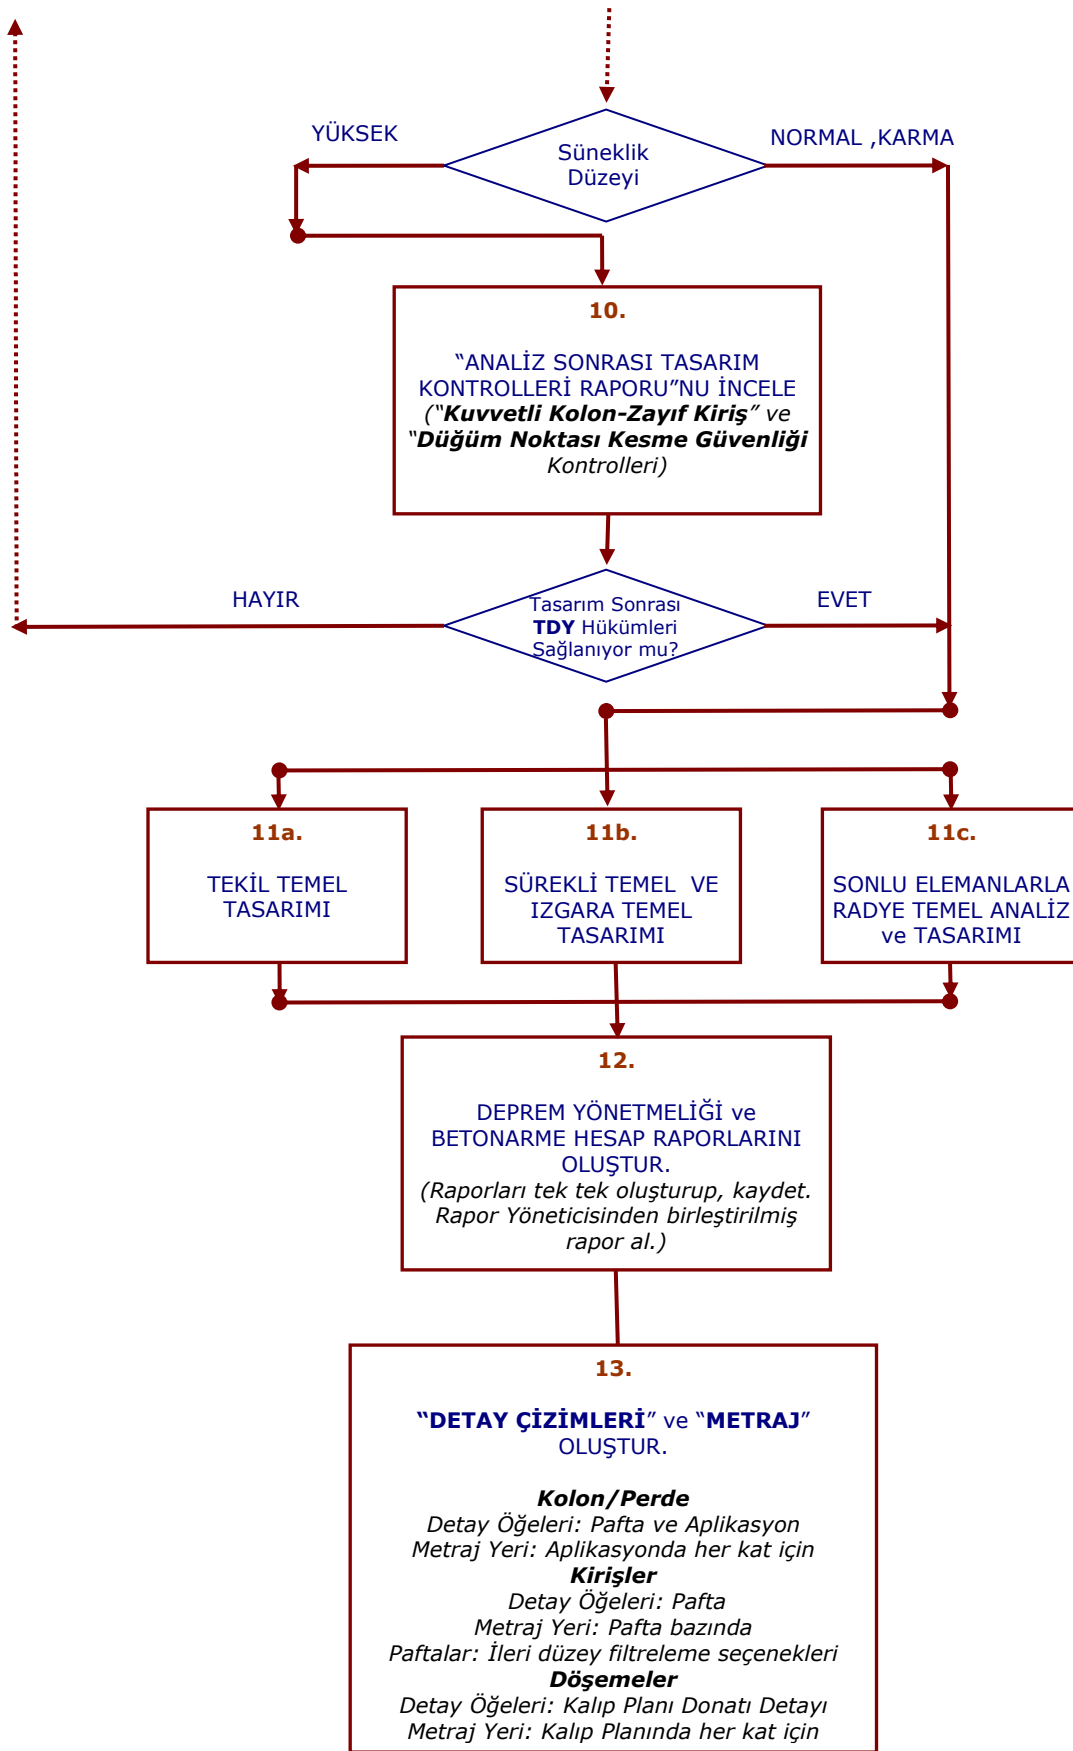 YÜKSEK
Süneklik
Düzeyi
NORMAL ,KARMA
10.
“ANALİZ SONRASI TASARIM
KONTROLLERİ RAPORU”NU İNCELE
(“Kuvvetli Kolon-Zayıf Kiriş” ve
“Düğüm Noktası Kesme Güvenliği
Kontrolleri)
HAYIR
Tasarım Sonrası
TDY Hükümleri
Sağlanıyor mu?
EVET
11a.
TEKİL TEMEL
TASARIMI
11b.
SÜREKLİ TEMEL  VE
IZGARA TEMEL
TASARIMI
11c.
SONLU ELEMANLARLA
RADYE TEMEL ANALİZ
ve TASARIMI
12.
DEPREM YÖNETMELİĞİ ve
BETONARME HESAP RAPORLARINI
OLUŞTUR.
(Raporları tek tek oluşturup, kaydet.
Rapor Yöneticisinden birleştirilmiş
rapor al.)
13.
“DETAY ÇİZİMLERİ” ve “METRAJ”
OLUŞTUR.
Kolon/Perde
Detay Öğeleri: Pafta ve Aplikasyon
Metraj Yeri: Aplikasyonda her kat için
Kirişler
Detay Öğeleri: Pafta
Metraj Yeri: Pafta bazında
Paftalar: İleri düzey filtreleme seçenekleri
Döşemeler
Detay Öğeleri: Kalıp Planı Donatı Detayı
Metraj Yeri: Kalıp Planında her kat için